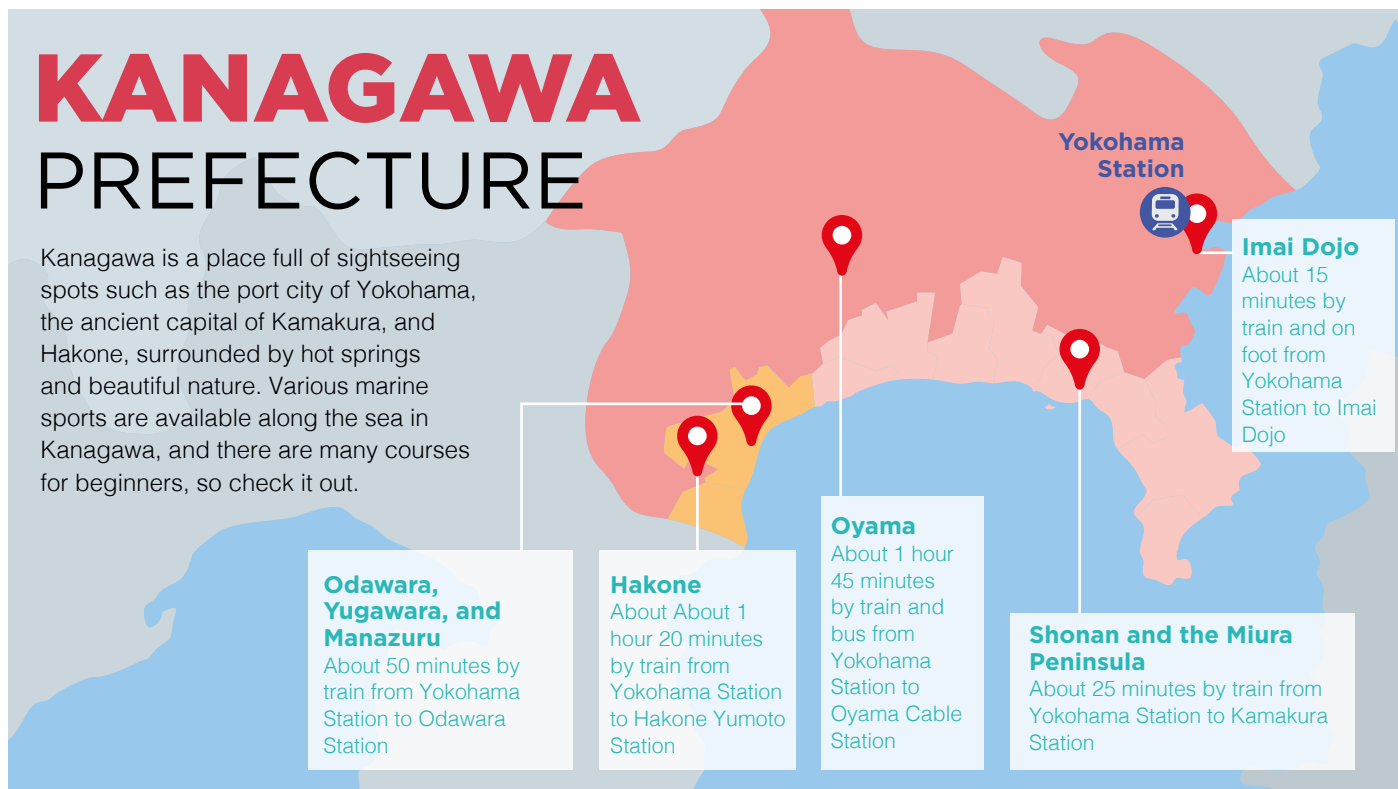 KANAGAWA
PREFECTURE
Kanagawa is a place full of sightseeing
spots such as the port city of Yokohama,
the ancient capital of Kamakura, and
Hakone, surrounded by hot springs
and beautiful nature. Various marine
sports are available along the sea in
Kanagawa, and there are many courses
for beginners, so check it out.
Yokohama
Station
Imai Dojo
About 15
minutes by
train and on
foot from
Yokohama
Station to Imai
Dojo
Odawara,
Yugawara, and
Manazuru
About 50 minutes by
train from Yokohama
Station to Odawara
Station
Hakone
About About 1
hour 20 minutes
by train from
Yokohama Station
to Hakone Yumoto
Station
Oyama
About 1 hour
45 minutes
by train and
bus from
Yokohama
Station to
Oyama Cable
Station
Shonan and the Miura
Peninsula
About 25 minutes by train from
Yokohama Station to Kamakura
Station